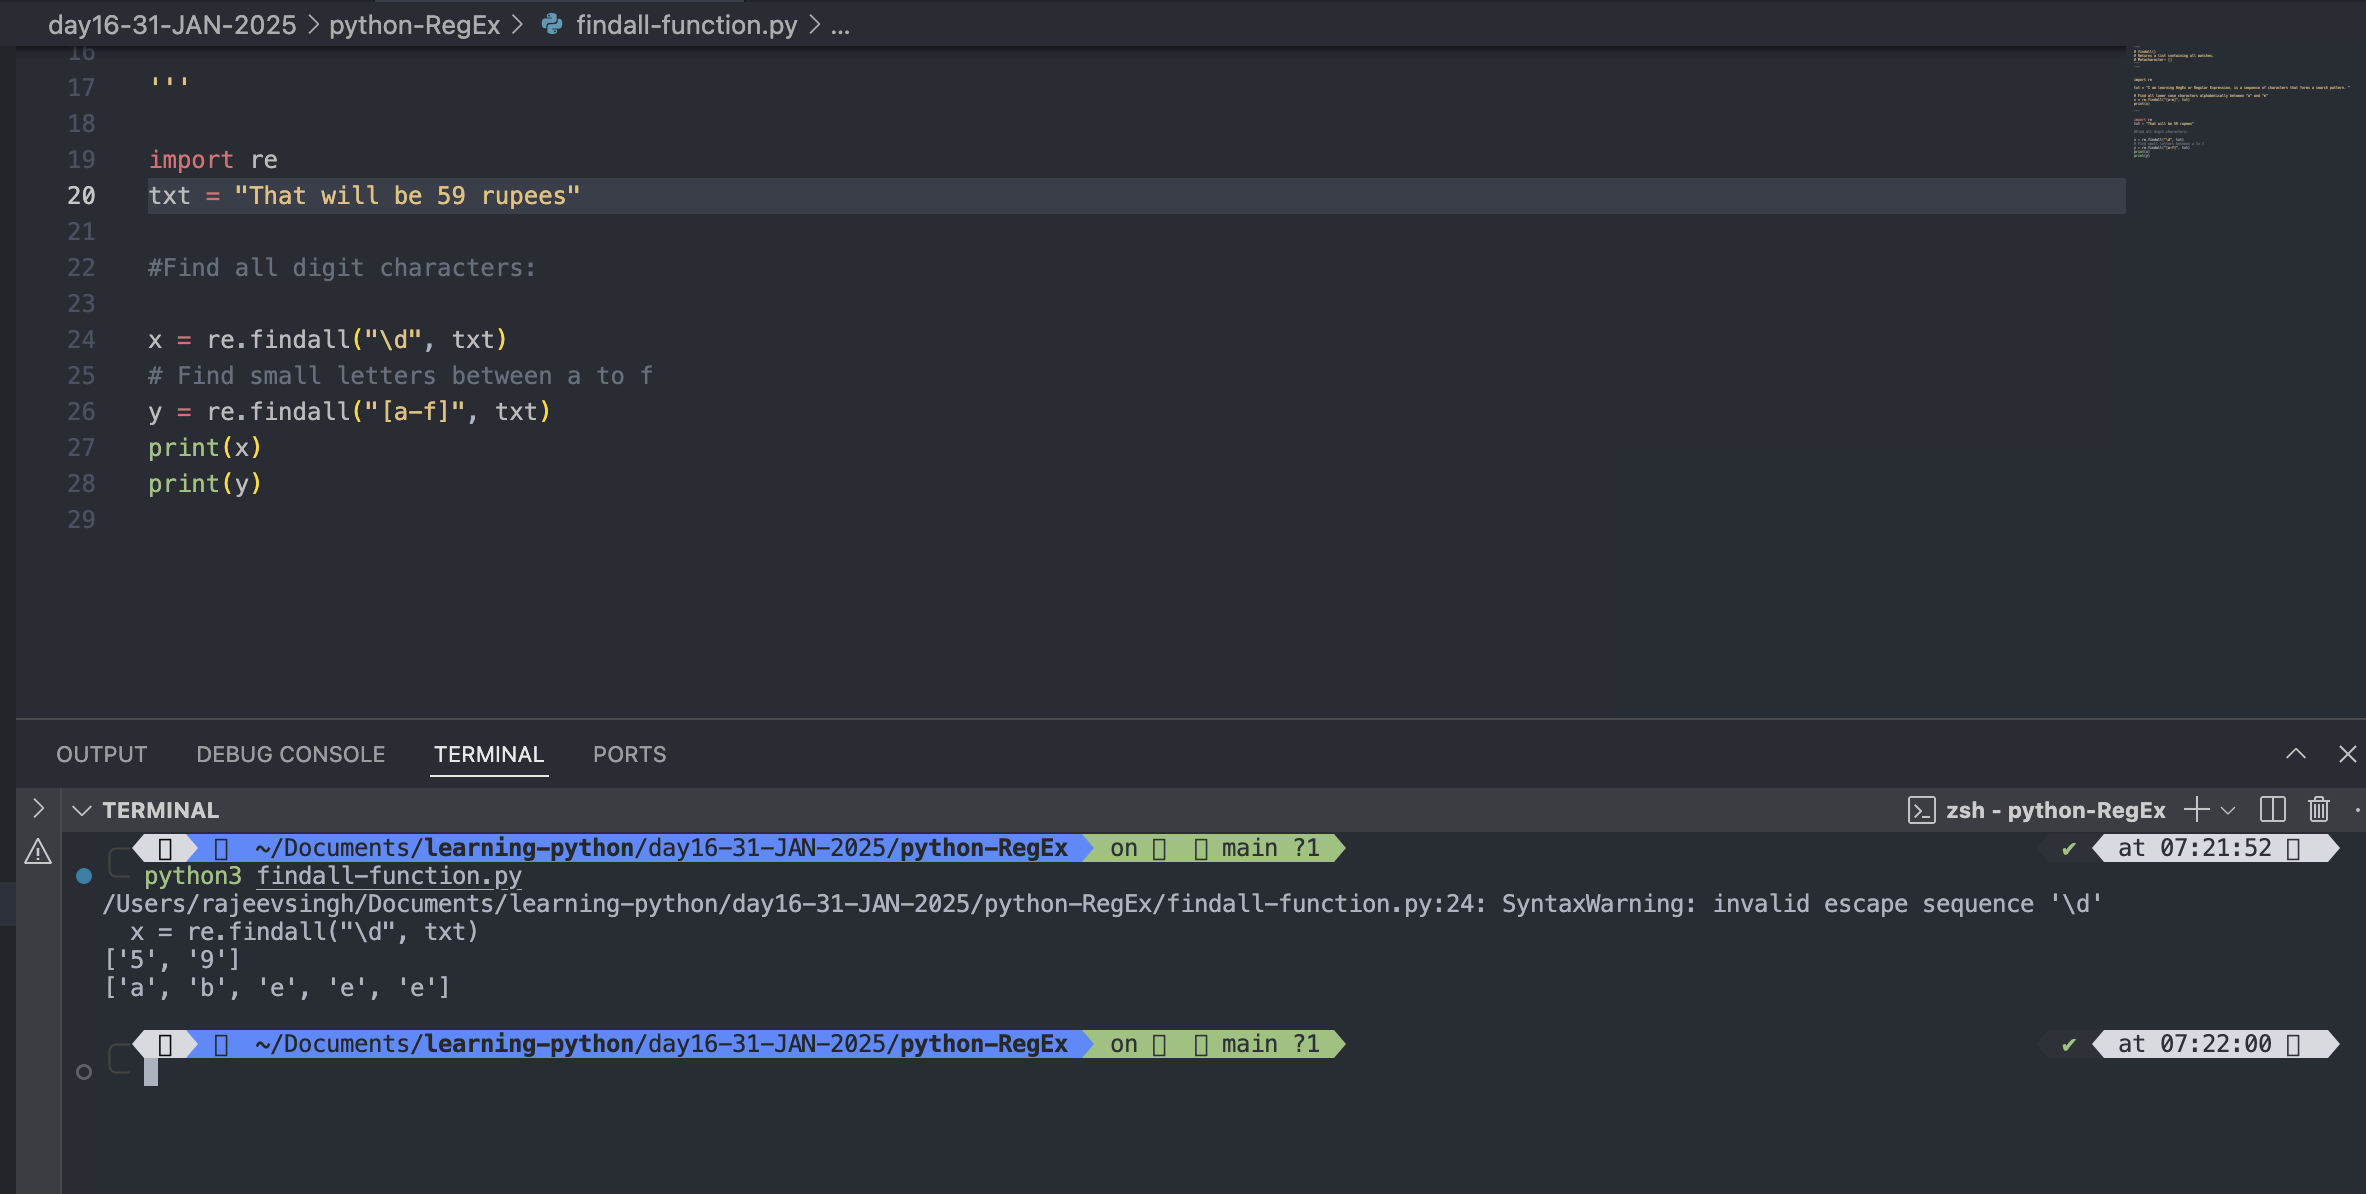 day16-31-JAN-2025 > python-RegEx > findall-function.py > ...
16
17 '''
18
19 import re
20 txt = "That will be 59 rupees"
21
22 #Find all digit characters:
23
24 x = re.findall("\d", txt)
25 # Find small letters between a to f
26 y = re.findall("[a-f]", txt)
27 print(x)
28 print(y)
29
OUTPUT DEBUG CONSOLE TERMINAL PORTS
TERMINAL zsh - python-RegEx
~/Documents/learning-python/day16-31-JAN-2025/python-RegEx on main ?1 ✔ at 07:21:52
python3 findall-function.py
/Users/rajeevsingh/Documents/learning-python/day16-31-JAN-2025/python-RegEx/findall-function.py:24: SyntaxWarning: invalid escape sequence '\d'
x = re.findall("\d", txt)
['5', '9']
['a', 'b', 'e', 'e', 'e']
~/Documents/learning-python/day16-31-JAN-2025/python-RegEx on main ?1 ✔ at 07:22:00